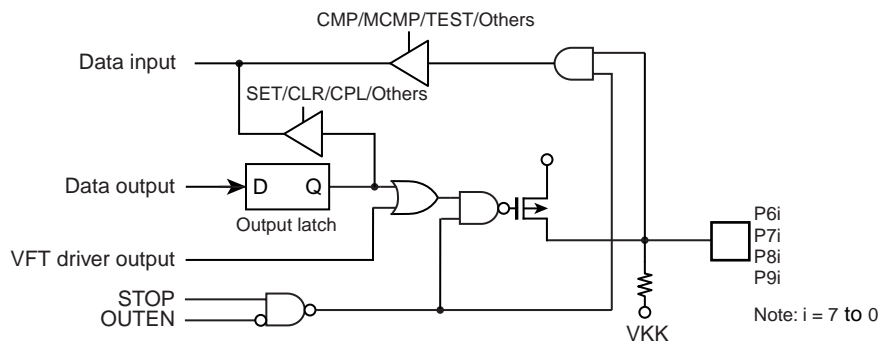 CMP/MCMP/TEST/Others
Data input
SET/CLR/CPL/Others
Data output
D Q
Output latch
VFT driver output
STOP
OUTEN
P6i
P7i
P8i
P9i
VKK
Note: i = 7 to 0